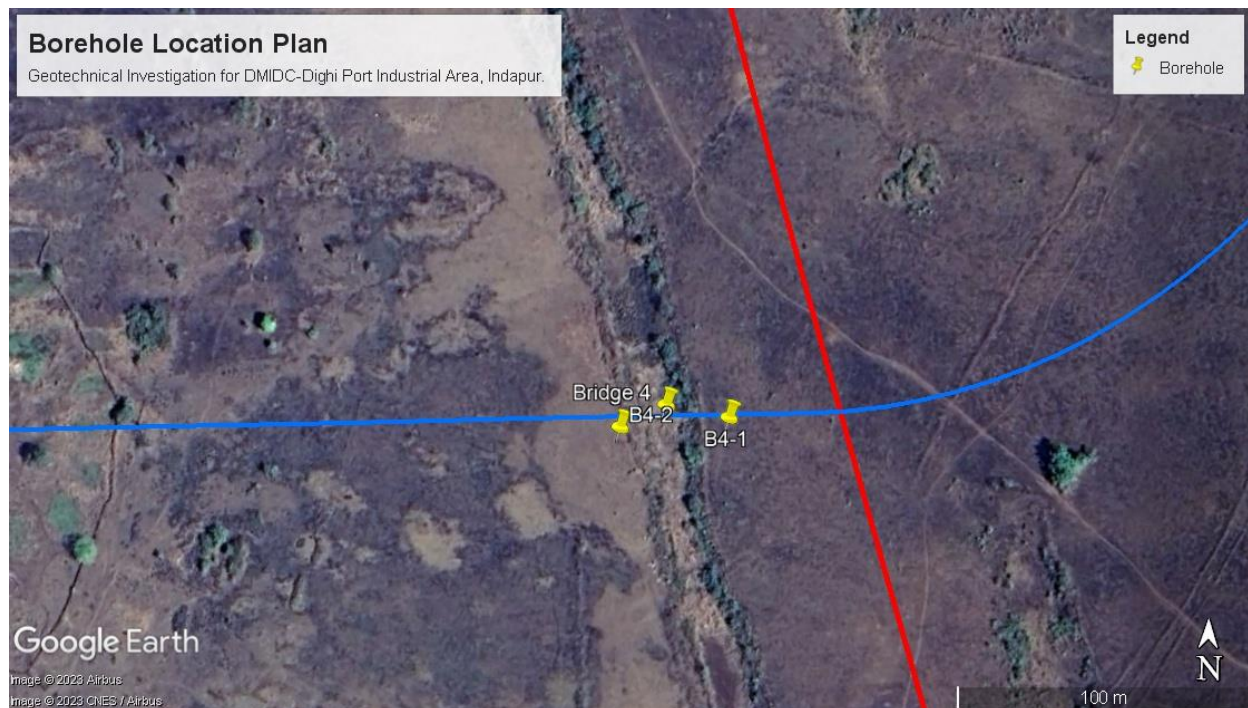 Borehole Location Plan
Geotechnical Investigation for DMIDC-Dighi Port Industrial Area, Indapur.
Legend
Borehole
Bridge 4
B4-2
B4-1
Google Earth
Image © 2023 Airbus
Image © 2023 CNES / Airbus
100 m
N